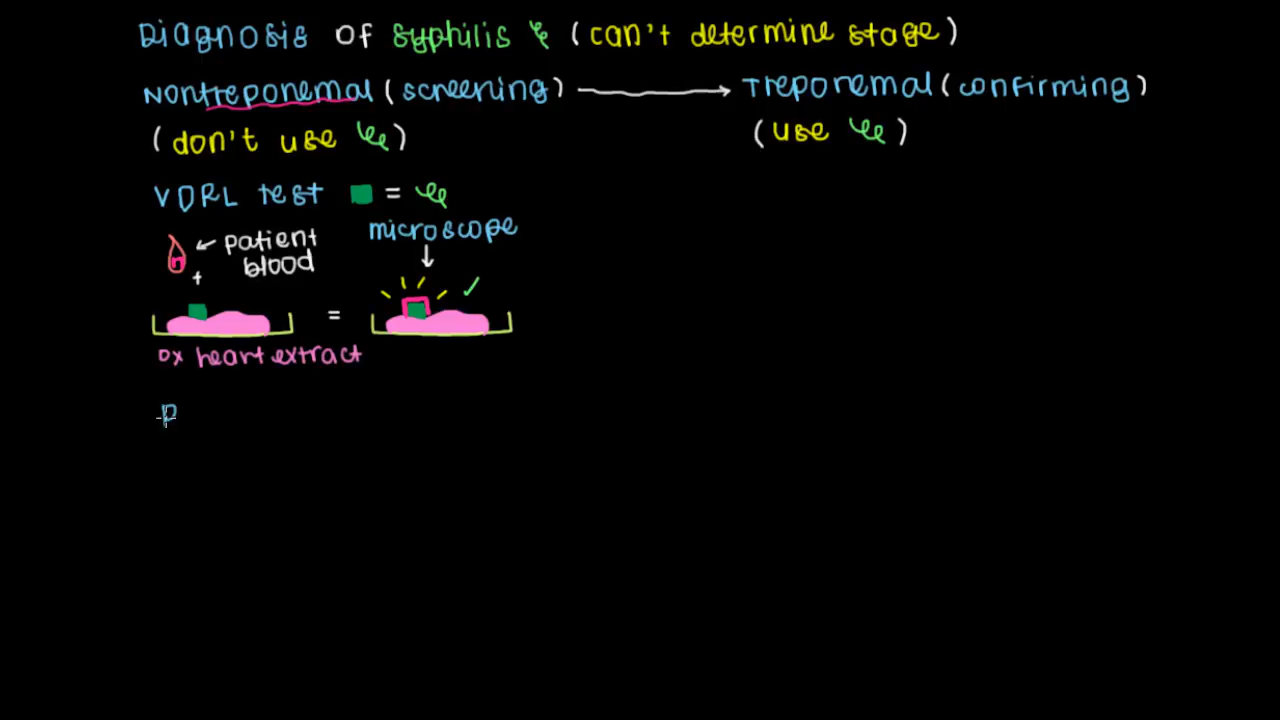 Diagnosis of syphilis (can't determine stage)
Nontreponemal (screening) → Treponemal (confirming)
(don't use ) (use )
VDRL test =
microscope
patient
blood
+
=
ox heart extract
P